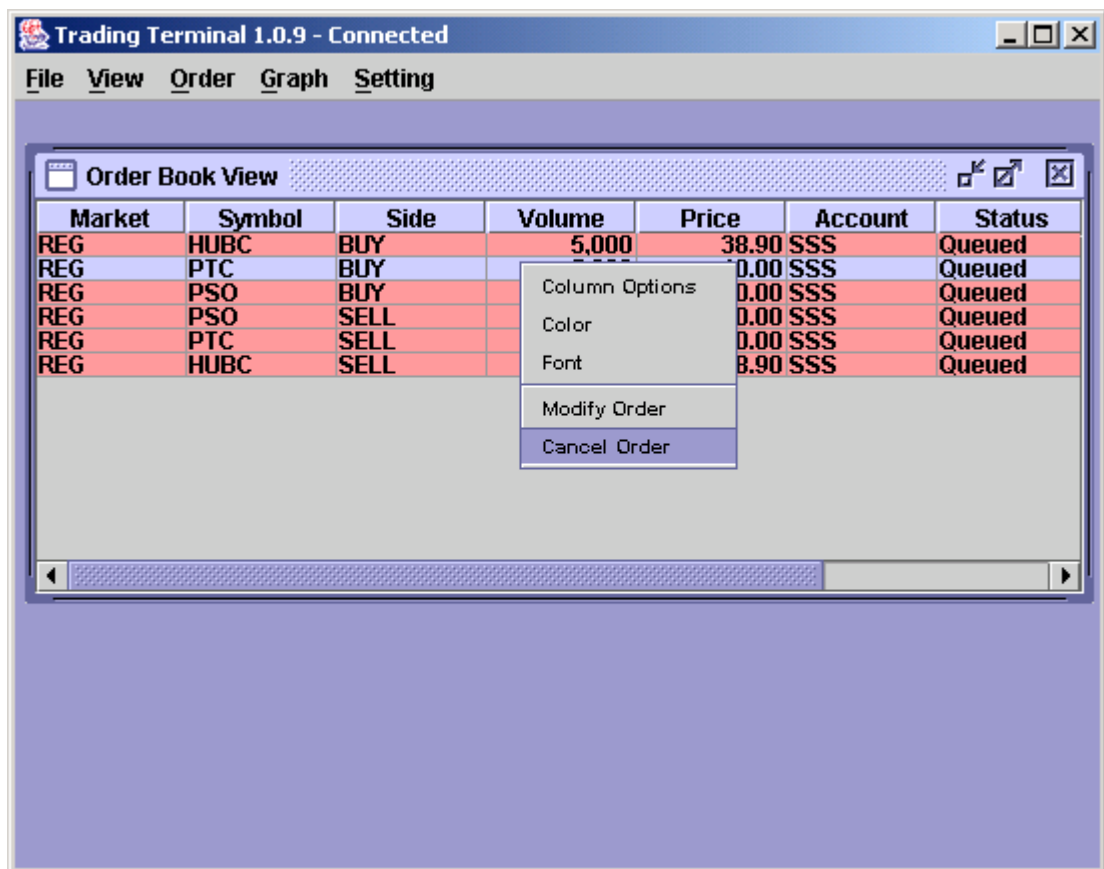 Trading Terminal 1.0.9 - Connected
File View Order Graph Setting
Order Book View
Market Symbol Side Volume Price Account Status
REG HUBC BUY 5,000 38.90 SSS Queued
REG PTC BUY SSS Queued
REG PSO BUY SSS Queued
REG PSO SELL SSS Queued
REG PTC SELL SSS Queued
REG HUBC SELL SSS Queued
Column Options
Color
Font
Modify Order
Cancel Order